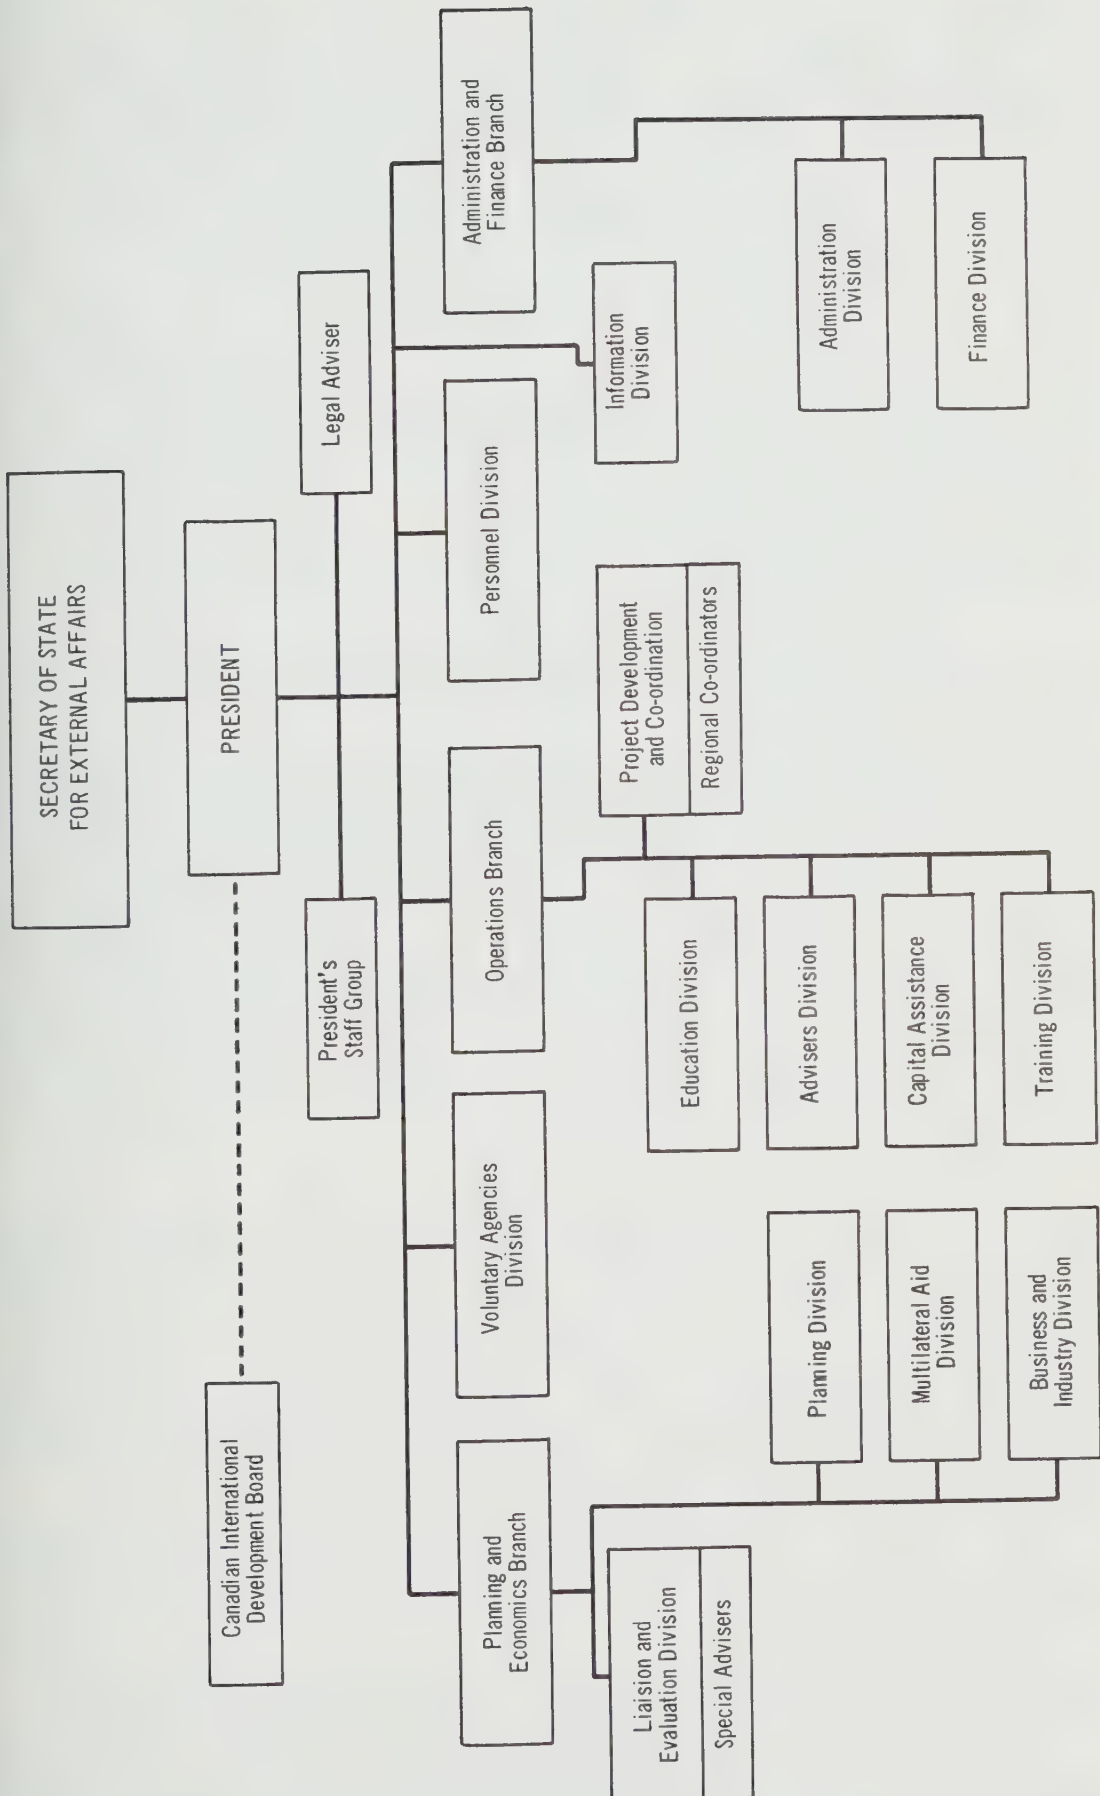 SECRETARY OF STATE
FOR EXTERNAL AFFAIRS
PRESIDENT
Canadian International
Development Board
President's
Staff Group
Legal Adviser
Planning and
Economics Branch
Voluntary Agencies
Division
Operations Branch
Personnel Division
Administration and
Finance Branch
Liaision and
Evaluation Division
Special Advisers
Planning Division
Multilateral Aid
Division
Business and
Industry Division
Project Development
and Co-ordination
Regional Co-ordinators
Education Division
Advisers Division
Capital Assistance
Division
Training Division
Information
Division
Administration
Division
Finance Division